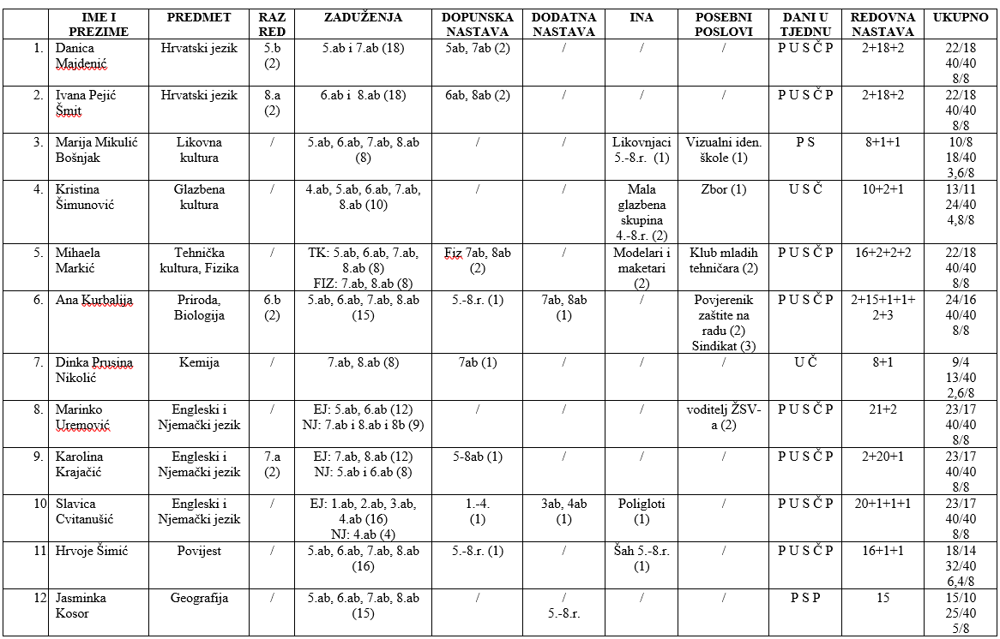 IME I PREZIME PREDMET RAZ RED ZADUŽENJA DOPUNSKA NASTAVA DODATNA NASTAVA INA POSEBNI POSLOVI DANI U TJEDNU REDOVNA NASTAVA UKUPNO
1. Danica Majdenić Hrvatski jezik 5.b (2) 5.ab i 7.ab (18) 5ab, 7ab (2) / / / P U S Č P 2+18+2 22/18 40/40 8/8
2. Ivana Pejić Šmit Hrvatski jezik 8.a (2) 6.ab i 8.ab (18) 6ab, 8ab (2) / / / P U S Č P 2+18+2 22/18 40/40 8/8
3. Marija Mikulić Bošnjak Likovna kultura / 5.ab, 6.ab, 7.ab, 8.ab (8) / / Likovnjaci 5.-8.r. (1) Vizualni iden. škole (1) P S 8+1+1 10/8 18/40 3,6/8
4. Kristina Šimunović Glazbena kultura / 4.ab, 5.ab, 6.ab, 7.ab, 8.ab (10) / / Mala glazbena skupina 4.-8.r. (2) Zbor (1) U S Č 10+2+1 13/11 24/40 4,8/8
5. Mihaela Markić Tehnička kultura, Fizika / TK: 5.ab, 6.ab, 7.ab, 8.ab (8) FIZ: 7.ab, 8.ab (8) Fiz 7ab, 8ab (2) / Modelari i maketari (2) Klub mladih tehničara (2) P U S Č P 16+2+2+2 22/18 40/40 8/8
6. Ana Kurbalija Priroda, Biologija 6.b (2) 5.ab, 6.ab, 7.ab, 8.ab (15) 5.-8.r. (1) 7ab, 8ab (1) / Povjerenik zaštite na radu (2) Sindikat (3) P U S Č P 2+15+1+1+ 2+3 24/16 40/40 8/8
7. Dinka Prusina Nikolić Kemija / 7.ab, 8.ab (8) 7ab (1) / / / U Č 8+1 9/4 13/40 2,6/8
8. Marinko Uremović Engleski i Njemački jezik / EJ: 5.ab, 6.ab (12) NJ: 7.ab i 8.ab i 8b (9) / / / voditelj ŽSV-a (2) P U S Č P 21+2 23/17 40/40 8/8
9. Karolina Krajačić Engleski i Njemački jezik 7.a (2) EJ: 7.ab, 8.ab (12) NJ: 5.ab i 6.ab (8) 5-8ab (1) / / / P U S Č P 2+20+1 23/17 40/40 8/8
10 Slavica Cvitanušić Engleski i Njemački jezik / EJ: 1.ab, 2.ab, 3.ab, 4.ab (16) NJ: 4.ab (4) 1.-4. (1) 3ab, 4ab (1) Poligloti (1) / P U S Č P 20+1+1+1 23/17 40/40 8/8
11 Hrvoje Šimić Povijest / 5.ab, 6.ab, 7.ab, 8.ab (16) 5.-8.r. (1) / Šah 5.-8.r. (1) / P U S Č P 16+1+1 18/14 32/40 6,4/8
12 Jasminka Kosor Geografija / 5.ab, 6.ab, 7.ab, 8.ab (15) / / 5.-8.r. / / P S P 15 15/10 25/40 5/8